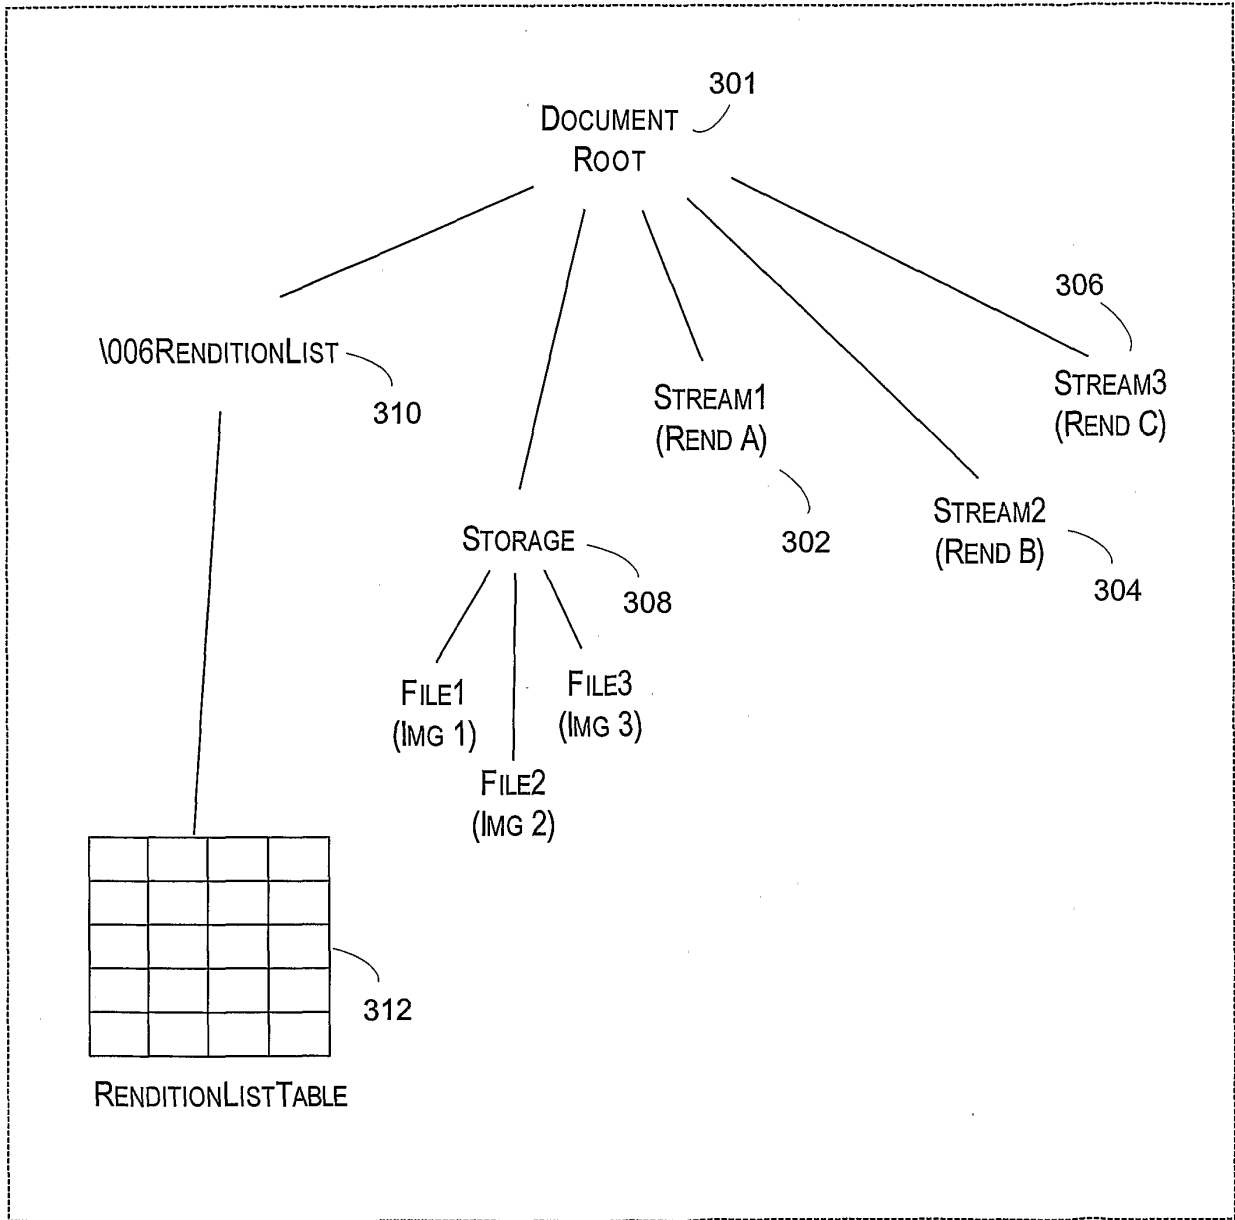 301
DOCUMENT
ROOT
306
\006RENDITIONLIST
310
STREAM1
(REND A)
302
STREAM3
(REND C)
STREAM2
(REND B)
304
STORAGE
308
FILE1
(IMG 1)
FILE3
(IMG 3)
FILE2
(IMG 2)
312
RENDITIONLISTTABLE